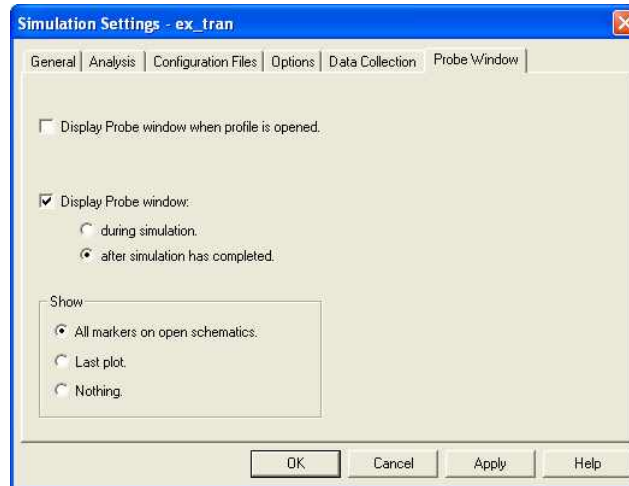 Simulation Settings - ex_tran
General Analysis Configuration Files Options Data Collection Probe Window
Display Probe window when profile is opened.
Display Probe window:
during simulation.
after simulation has completed.
Show
All markers on open schematics.
Last plot.
Nothing.
OK Cancel Apply Help